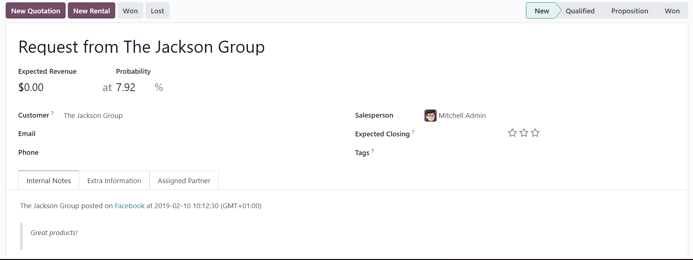 New Quotation New Rental Won Lost New Qualified Proposition Won
Request from The Jackson Group
Expected Revenue Probability
$0.00 at 7.92 %
Customer ? The Jackson Group Salesperson Mitchell Admin
Email Expected Closing ?
Phone Tags ?
Internal Notes Extra Information Assigned Partner
The Jackson Group posted on Facebook at 2019-02-10 10:12:30 (GMT+01:00)
Great products!